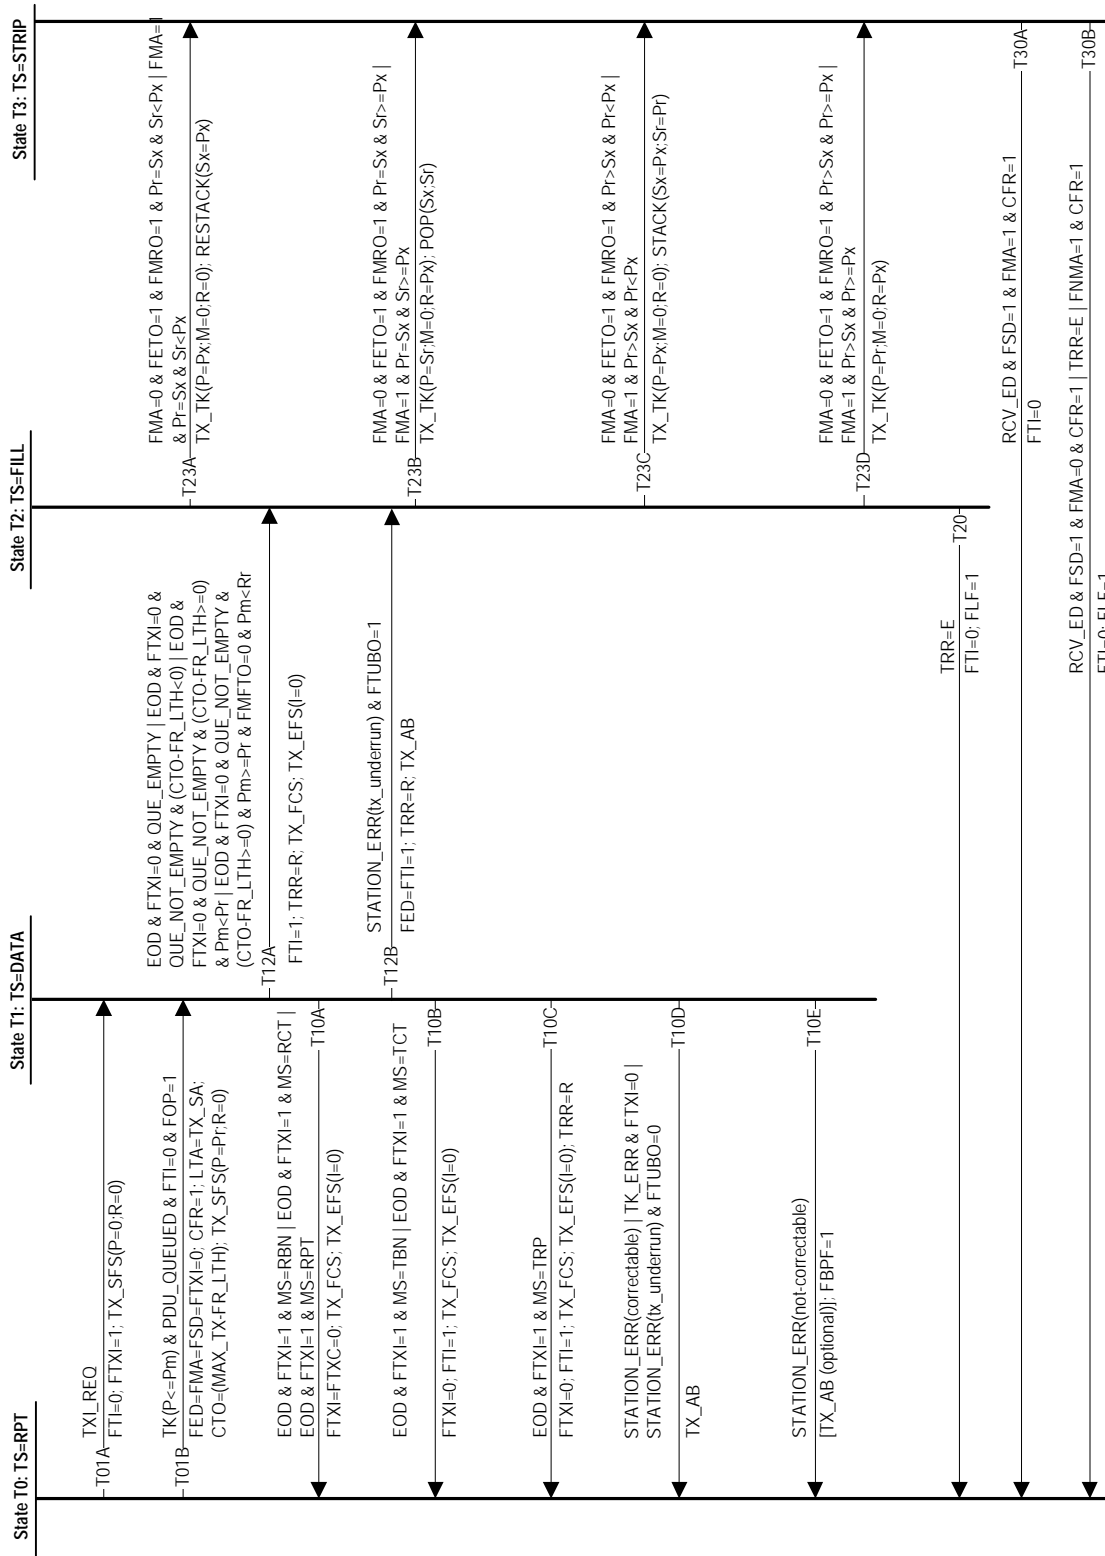 State T0: TS=RPT
State T1: TS=DATA
State T2: TS=FILL
State T3: TS=STRIP
T01A
TXI_REQ
FTI=0; FTXI=1; TX_SFS(P=0;R=0)
T01B
TK(P<=Pm) & PDU_QUEUED & FTI=0 & FOP=1
FED=FMA=FSD=FTXI=0; CFR=1; LTA=TX_SA;
CTO=(MAX_TX-FR_LTH); TX_SFS(P=Pr;R=0)
EOD & FTXI=1 & MS=RBN | EOD & FTXI=1 & MS=RCT |
EOD & FTXI=1 & MS=RPT
T10A
FTXI=FTXC=0; TX_FCS; TX_EFS(I=0)
EOD & FTXI=1 & MS=TBN | EOD & FTXI=1 & MS=TCT
T10B
FTXI=0; FTI=1; TX_FCS; TX_EFS(I=0)
EOD & FTXI=1 & MS=TRP
T10C
FTXI=0; FTI=1; TX_FCS; TX_EFS(I=0); TRR=R
STATION_ERR(correctable) | TK_ERR & FTXI=0 |
STATION_ERR(tx_underrun) & FTUBO=0
T10D
TX_AB
STATION_ERR(not-correctable)
T10E
[TX_AB (optional)]; FBPF=1
EOD & FTXI=0 & QUE_EMPTY | EOD & FTXI=0 &
QUE_NOT_EMPTY & (CTO-FR_LTH<0) | EOD &
FTXI=0 & QUE_NOT_EMPTY & (CTO-FR_LTH>=0)
& Pm<Pr | EOD & FTXI=0 & QUE_NOT_EMPTY &
(CTO-FR_LTH>=0) & Pm>=Pr & FMFTO=0 & Pm<Rr
T12A
FTI=1; TRR=R; TX_FCS; TX_EFS(I=0)
STATION_ERR(tx_underrun) & FTUBO=1
T12B
FED=FTI=1; TRR=R; TX_AB
FMA=0 & FETO=1 & FMRO=1 & Pr=Sx & Sr<Px | FMA=1
& Pr=Sx & Sr<Px
T23A
TX_TK(P=Px;M=0;R=0); RESTACK(Sx=Px)
FMA=0 & FETO=1 & FMRO=1 & Pr=Sx & Sr>=Px |
FMA=1 & Pr=Sx & Sr>=Px
T23B
TX_TK(P=Sr;M=0;R=Px); POP(Sx;Sr)
FMA=0 & FETO=1 & FMRO=1 & Pr>Sx & Pr<Px |
FMA=1 & Pr>Sx & Pr<Px
T23C
TX_TK(P=Px;M=0;R=0); STACK(Sx=Px;Sr=Pr)
FMA=0 & FETO=1 & FMRO=1 & Pr>Sx & Pr>=Px |
FMA=1 & Pr>Sx & Pr>=Px
T23D
TX_TK(P=Pr;M=0;R=Px)
TRR=E
T20
FTI=0; FLF=1
RCV_ED & FSD=1 & FMA=1 & CFR=1
T30A
FTI=0
RCV_ED & FSD=1 & FMA=0 & CFR=1 | TRR=E | FNMA=1 & CFR=1
T30B
FTI=0; FLF=1